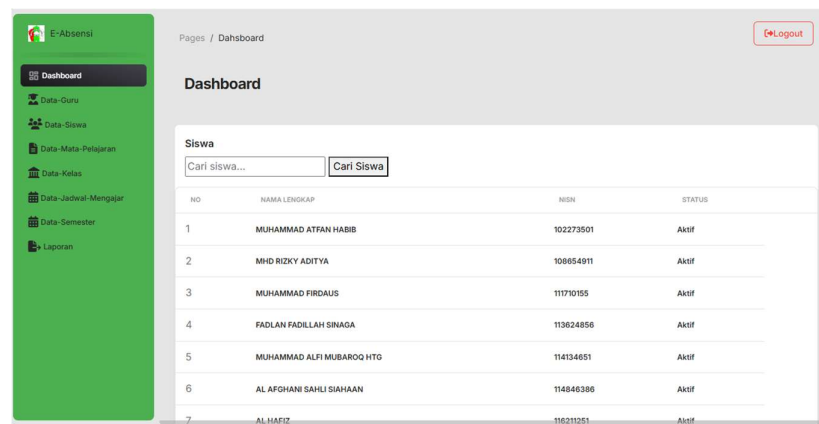 E-Absensi
Dashboard
Data-Guru
Data-Siswa
Data-Mata-Pelajaran
Data-Kelas
Data-Jadwal-Mengajar
Data-Semester
Laporan
Pages / Dahsboard
Logout
Dashboard
Siswa
Cari siswa... Cari Siswa
NO NAMA LENGKAP NISN STATUS
1 MUHAMMAD ATFAN HABIB 102273501 Aktif
2 MHD RIZKY ADITYA 108654911 Aktif
3 MUHAMMAD FIRDAUS 111710155 Aktif
4 FADLAN FADILLAH SINAGA 113624856 Aktif
5 MUHAMMAD ALFI MUBAROQ HTG 114134651 Aktif
6 AL AFGHANI SAHLI SIAHAAN 114846386 Aktif
7 AL HAFIZ 116211251 Aktif